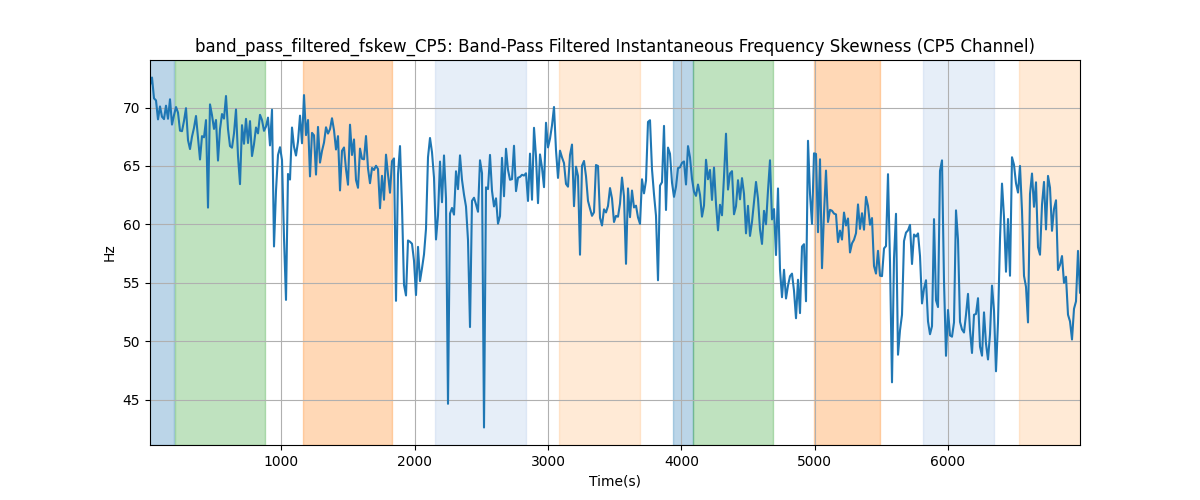 band_pass_filtered_fskew_CP5: Band-Pass Filtered Instantaneous Frequency Skewness (CP5 Channel)
70
65
60
55
50
45
Hz
1000 2000 3000 4000 5000 6000
Time(s)